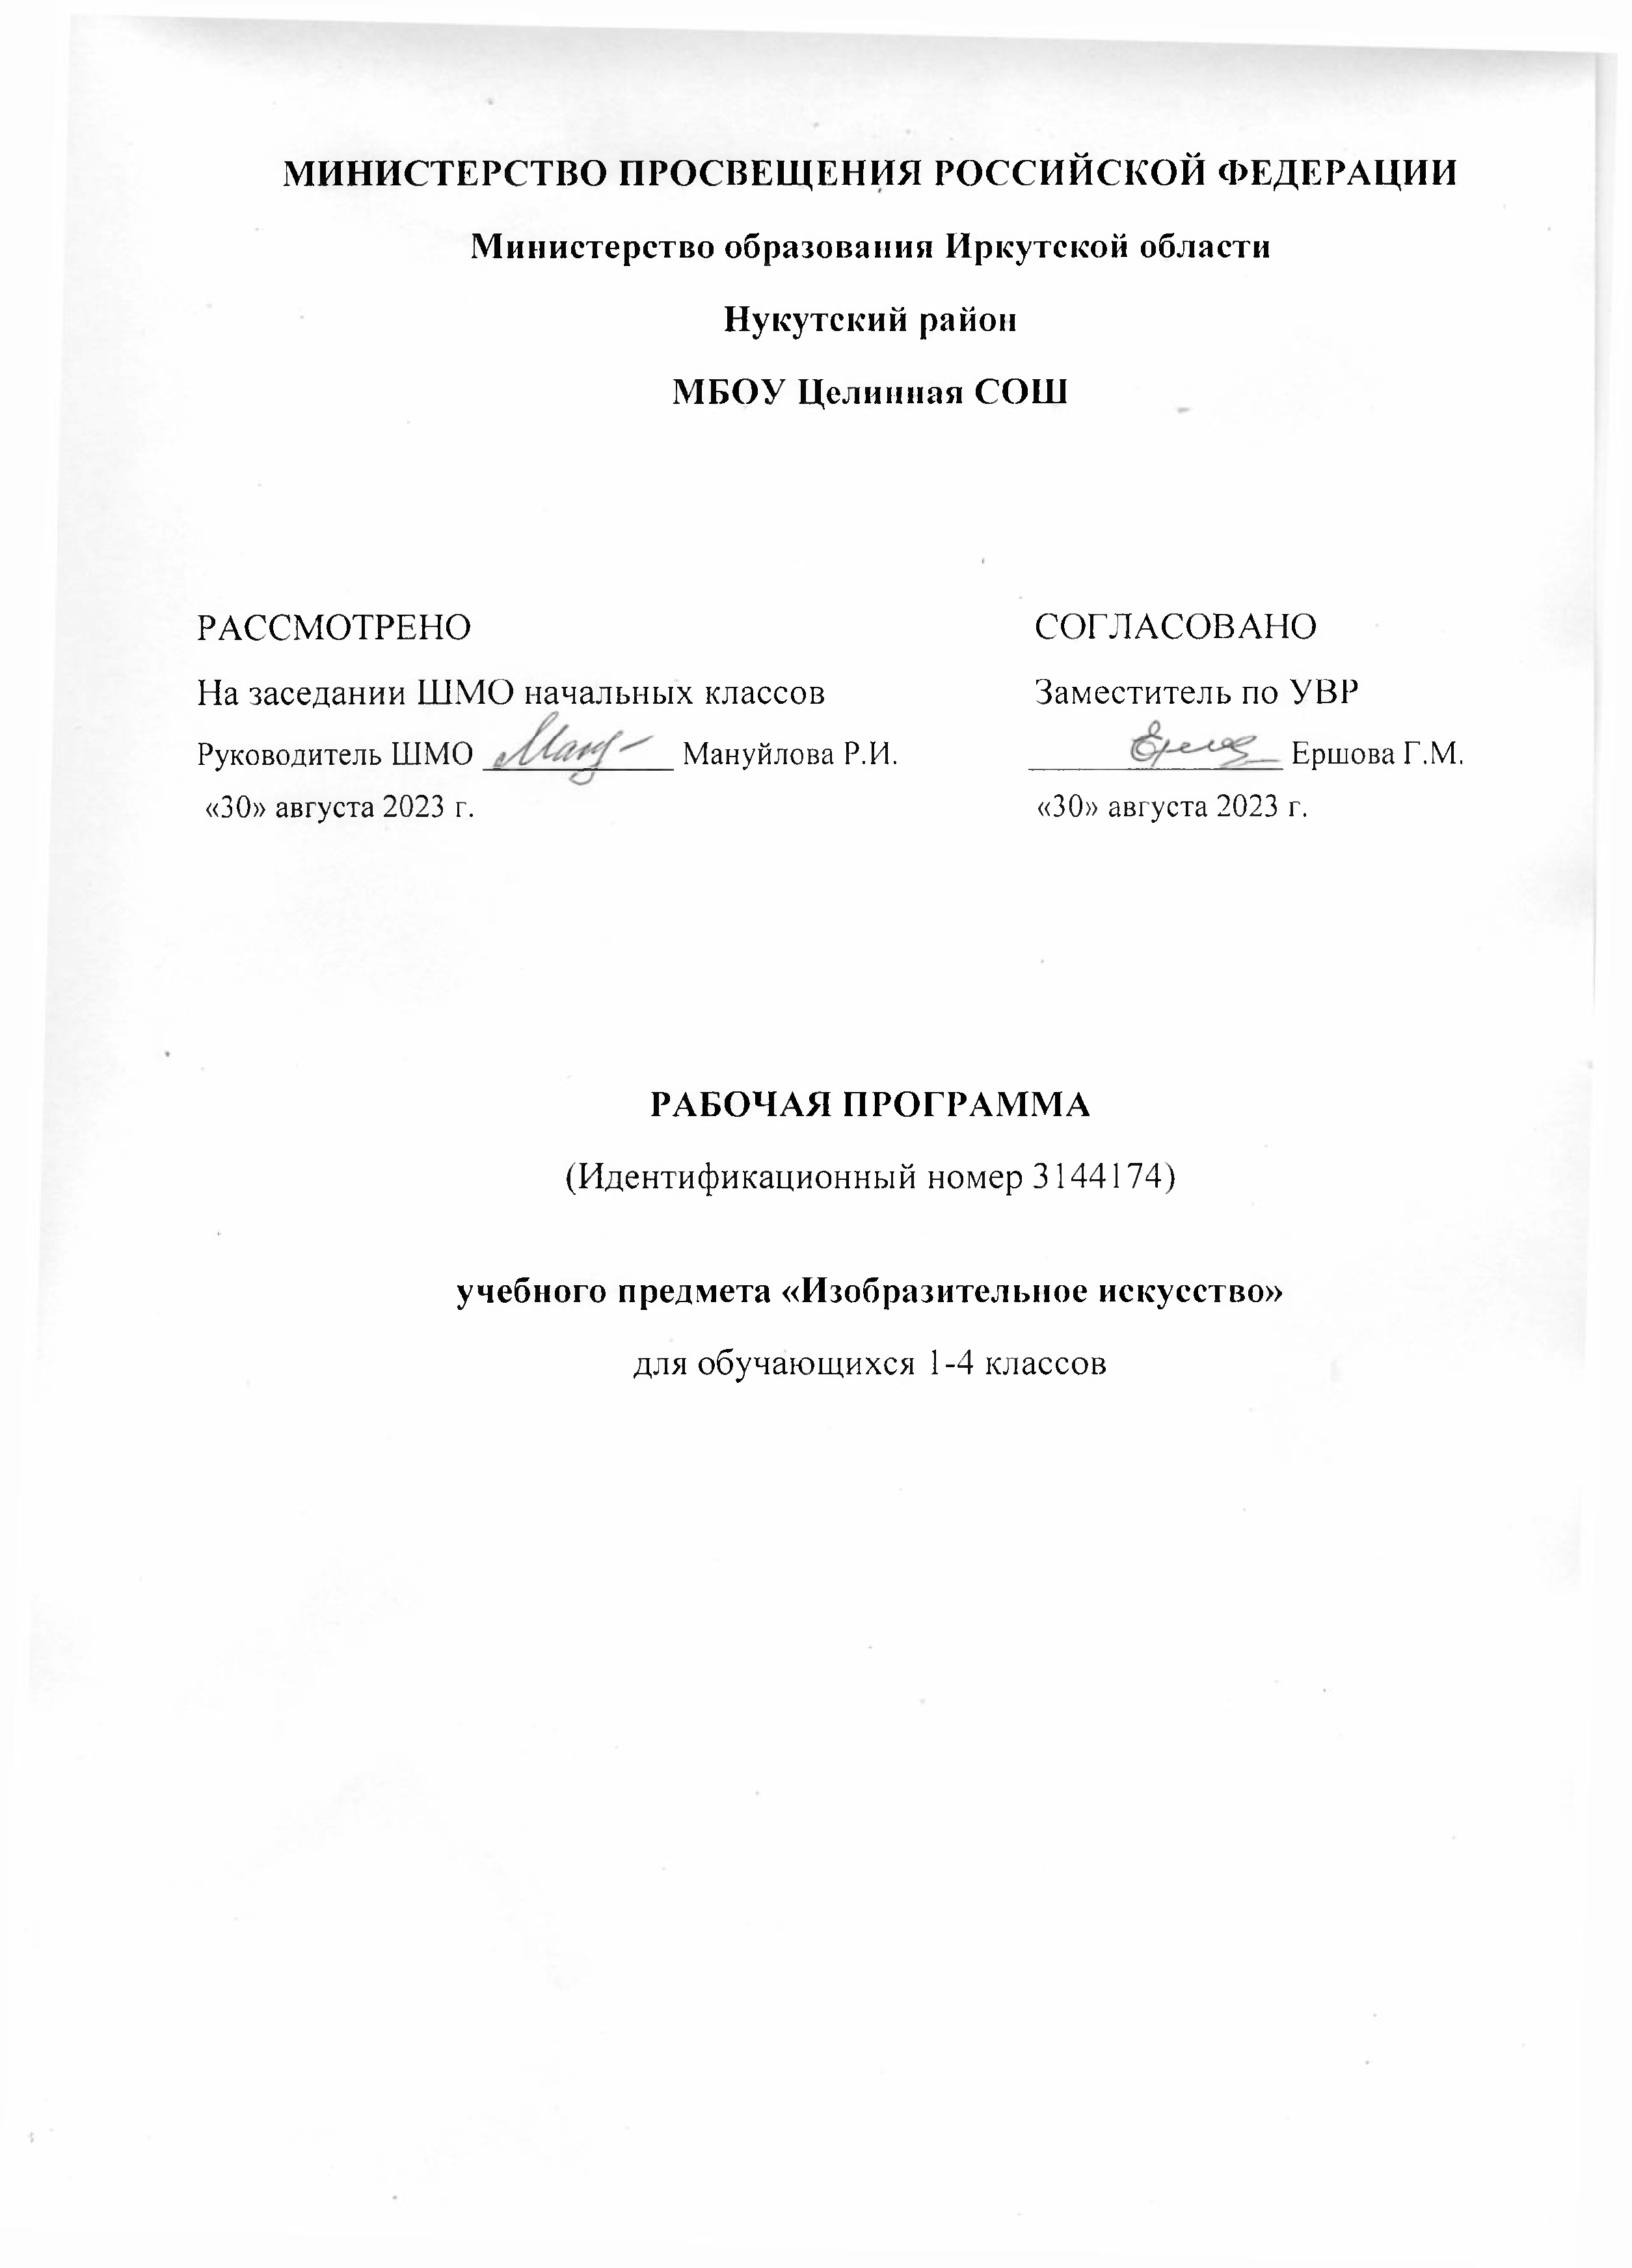 МИНИСТЕРСТВО ПРОСВЕЩЕНИЯ РОССИЙСКОЙ ФЕДЕРАЦИИ
Министерство образования Иркутской области
Нукутский район
МБОУ Целинная СОШ
РАССМОТРЕНО
На заседании ШМО начальных классов
Руководитель ШМО ____________ Мануйлова Р.И.
«30» августа 2023 г.
СОГЛАСОВАНО
Заместитель по УВР
________________ Ершова Г.М.
«30» августа 2023 г.
РАБОЧАЯ ПРОГРАММА
(Идентификационный номер 3144174)
учебного предмета «Изобразительное искусство»
для обучающихся 1-4 классов